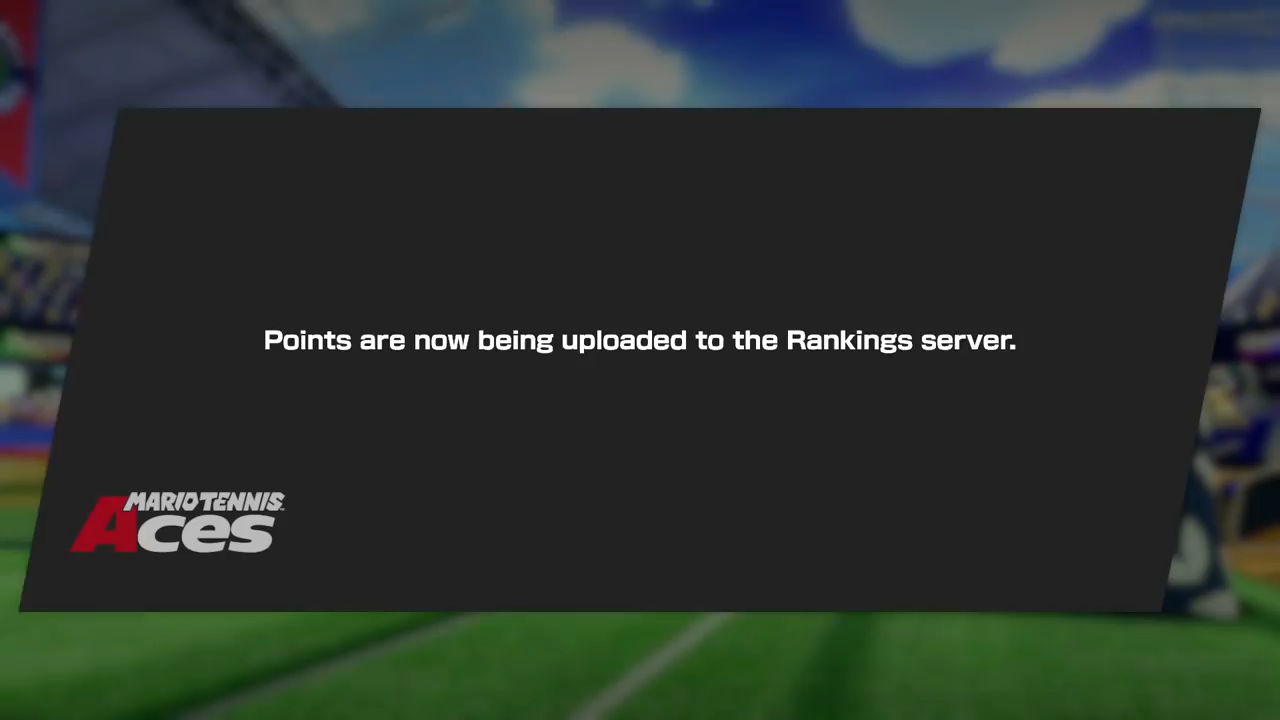 Points are now being uploaded to the Rankings server.
MARIO TENNIS
Aces